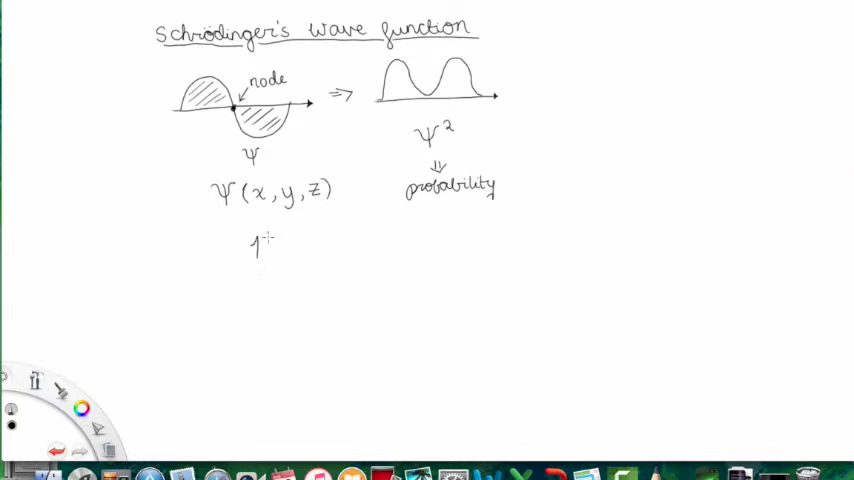 Schrödinger's wave function
node
⇒
Ψ
Ψ²
⇓
Ψ(x,y,z)
probability